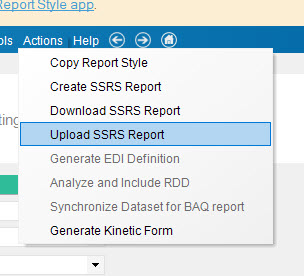 Report Style app.
ols Actions Help
Copy Report Style
Create SSRS Report
Download SSRS Report
Upload SSRS Report
Generate EDI Definition
Analyze and Include RDD
Synchronize Dataset for BAQ report
Generate Kinetic Form
ting